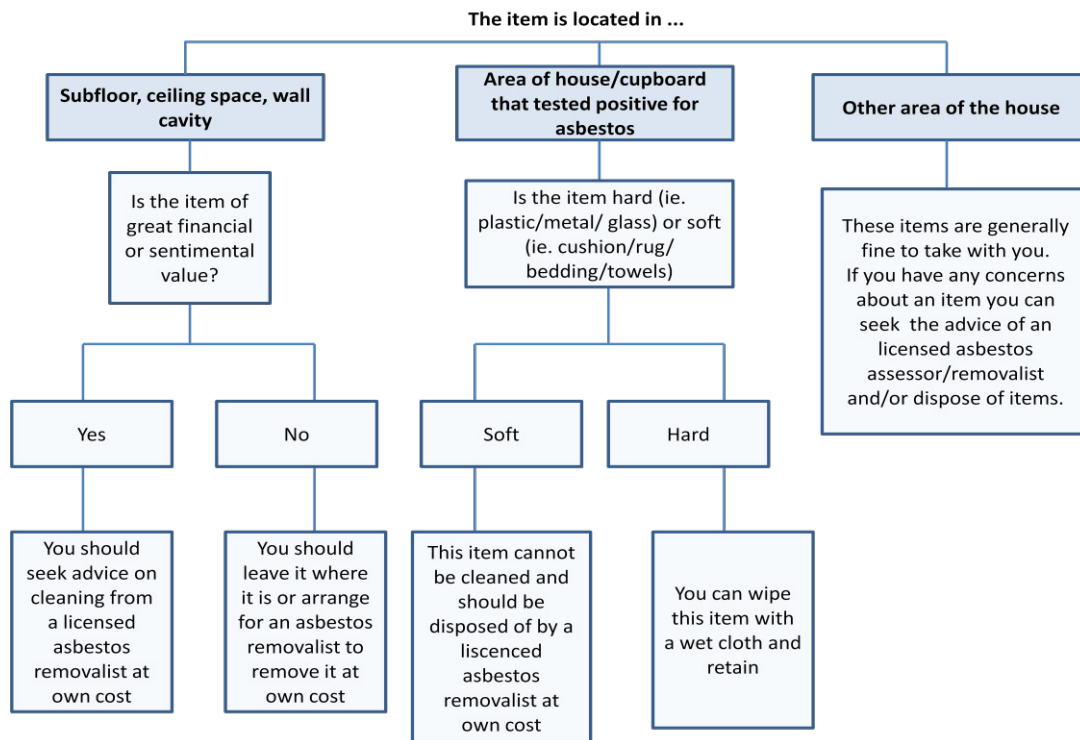 The item is located in ...
Subfloor, ceiling space, wall
cavity
Area of house/cupboard
that tested positive for
asbestos
Other area of the house
Is the item of
great financial
or sentimental
value?
Is the item hard (ie.
plastic/metal/ glass) or soft
(ie. cushion/rug/
bedding/towels)
These items are generally
fine to take with you.
If you have any concerns
about an item you can
seek  the advice of an
licensed asbestos
assessor/removalist
and/or dispose of items.
Yes
No
Soft
Hard
You should
seek advice on
cleaning from
a licensed
asbestos
removalist at
own cost
You should
leave it where
it is or arrange
for an asbestos
removalist to
remove it at
own cost
This item cannot
be cleaned and
should be
disposed of by a
liscenced
asbestos
removalist at
own cost
You can wipe
this item with
a wet cloth and
retain